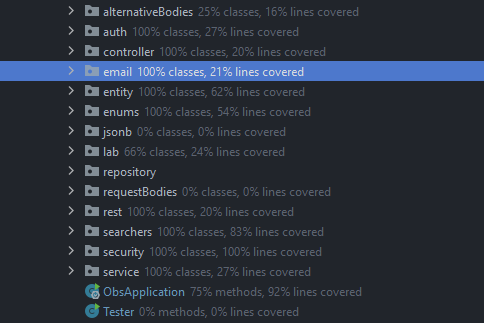 alternativeBodies 25% classes, 16% lines covered
auth 100% classes, 27% lines covered
controller 100% classes, 20% lines covered
email 100% classes, 21% lines covered
entity 100% classes, 62% lines covered
enums 100% classes, 54% lines covered
jsonb 0% classes, 0% lines covered
lab 66% classes, 24% lines covered
repository
requestBodies 0% classes, 0% lines covered
rest 100% classes, 20% lines covered
searchers 100% classes, 83% lines covered
security 100% classes, 100% lines covered
service 100% classes, 27% lines covered
ObsApplication 75% methods, 92% lines covered
Tester 0% methods, 0% lines covered